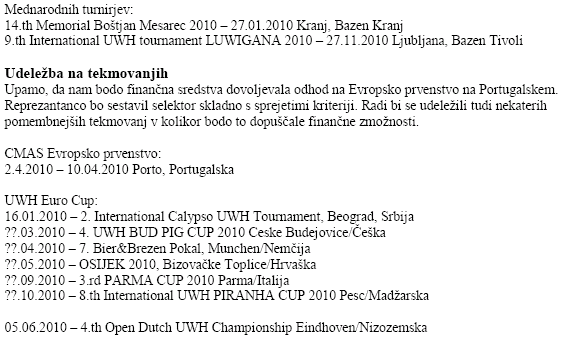 Mednarodnih turnirjev:
14.th Memorial Boštjan Mesarec 2010 – 27.01.2010 Kranj, Bazen Kranj
9.th International UWH tournament LUWIGANA 2010 – 27.11.2010 Ljubljana, Bazen Tivoli
Udeležba na tekmovanjih
Upamo, da nam bodo finančna sredstva dovoljevala odhod na Evropsko prvenstvo na Portugalskem.
Reprezantanco bo sestavil selektor skladno s sprejetimi kriteriji. Radi bi se udeležili tudi nekaterih
pomembnejših tekmovanj v kolikor bodo to dopuščale finančne zmožnosti.
CMAS Evropsko prvenstvo:
2.4.2010 – 10.04.2010 Porto, Portugalska
UWH Euro Cup:
16.01.2010 – 2. International Calypso UWH Tournament, Beograd, Srbija
??.03.2010 – 4. UWH BUD PIG CUP 2010 Ceske Budejovice/Češka
??.04.2010 – 7. Bier&Brezen Pokal, Munchen/Nemčija
??.05.2010 – OSIJEK 2010, Bizovačke Toplice/Hrvaška
??.09.2010 – 3.rd PARMA CUP 2010 Parma/Italija
??.10.2010 – 8.th International UWH PIRANHA CUP 2010 Pesc/Madžarska
05.06.2010 – 4.th Open Dutch UWH Championship Eindhoven/Nizozemska